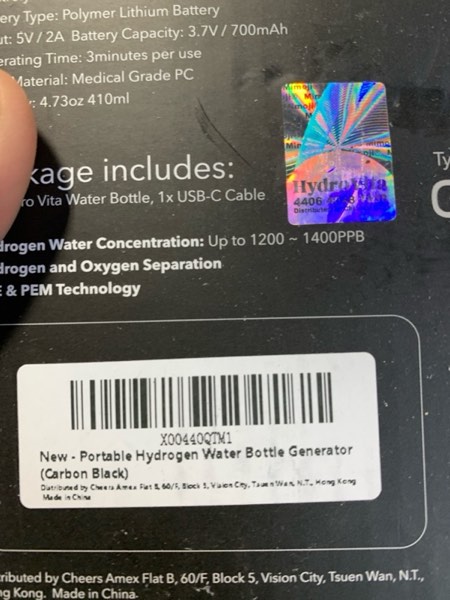 ery Type: Polymer Lithium Battery
ut: 5V / 2A Battery Capacity: 3.7V / 700mAh
erating Time: 3minutes per use
Material: Medical Grade PC
4.73oz 410ml
kage includes:
ro Vita Water Bottle, 1x USB-C Cable
drogen Water Concentration: Up to 1200 ~ 1400PPB
drogen and Oxygen Separation
& PEM Technology
4406
X00440QTM1
New - Portable Hydrogen Water Bottle Generator
(Carbon Black)
Distributed by Cheers Amex Flat B, 60/F, Block 5, Vision City, Tsuen Wan, N.T., Hong Kong
Made in China
ributed by Cheers Amex Flat B, 60/F, Block 5, Vision City, Tsuen Wan, N.T.,
ng Kong. Made in China.
Ty